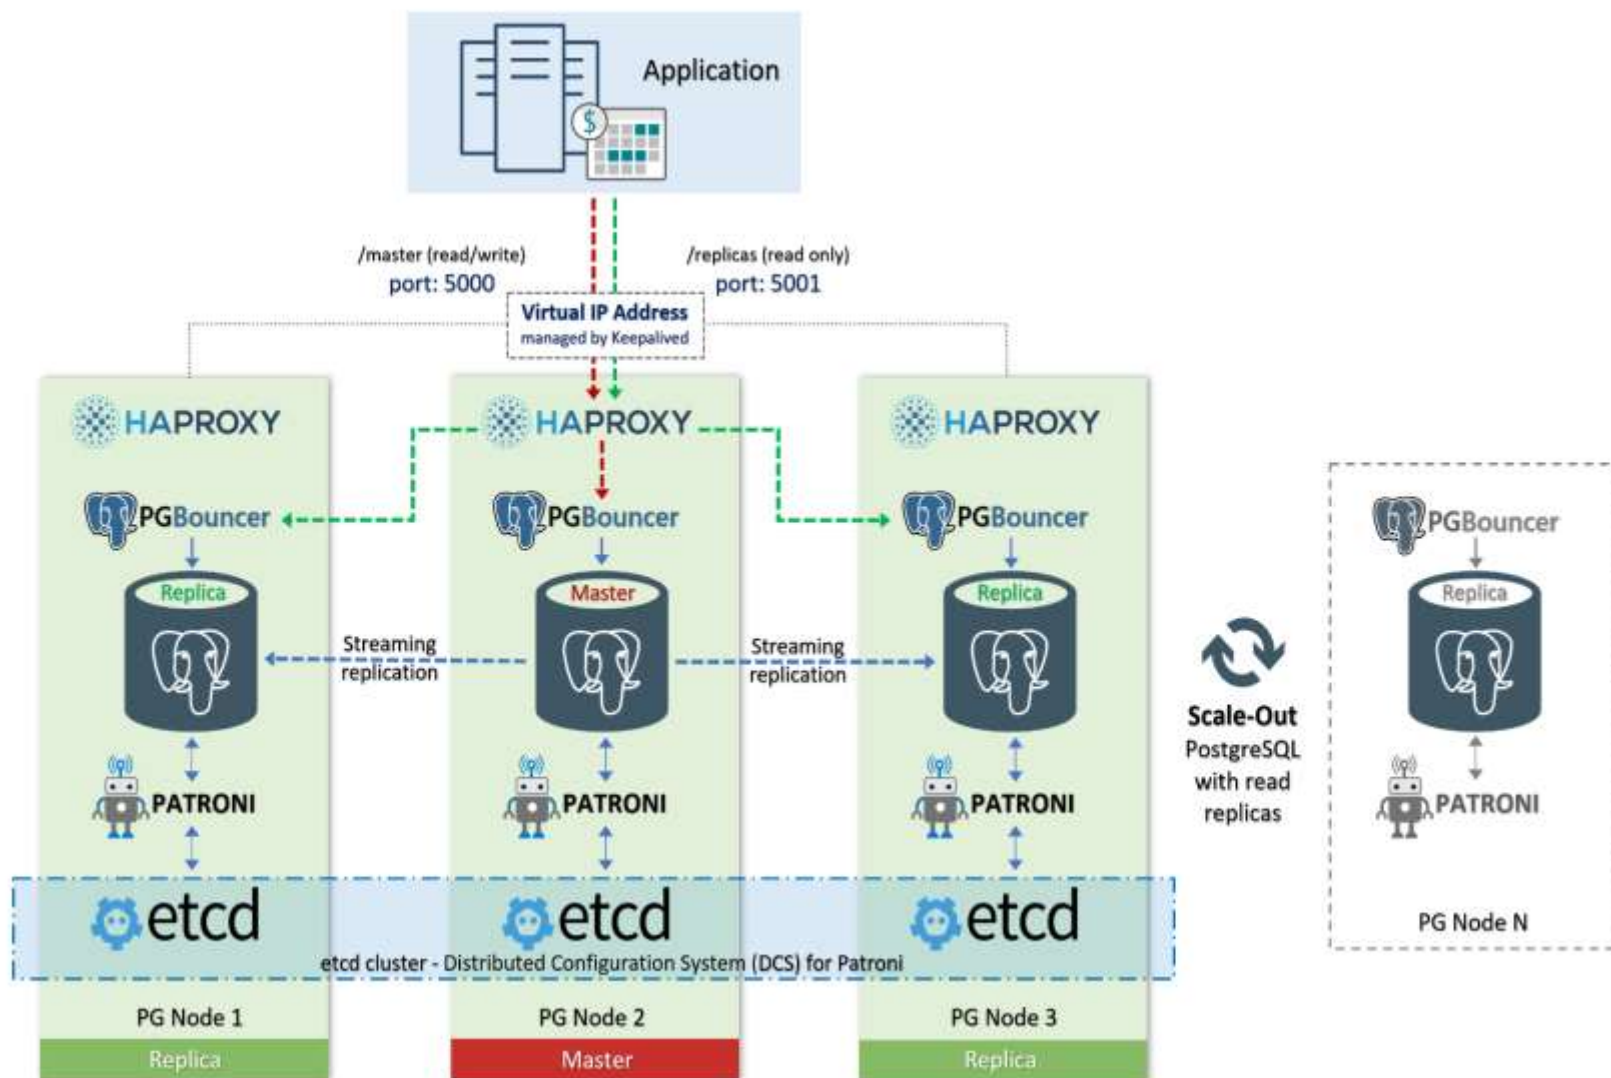 Application
$
/master (read/write)
port: 5000
/replicas (read only)
port: 5001
Virtual IP Address
managed by Keepalived
HAPROXY
HAPROXY
HAPROXY
PGBouncer
PGBouncer
PGBouncer
PGBouncer
Replica
Master
Replica
Replica
Streaming
replication
Streaming
replication
Scale-Out
PostgreSQL
with read
replicas
PATRONI
PATRONI
PATRONI
PATRONI
etcd
etcd
etcd
etcd cluster - Distributed Configuration System (DCS) for Patroni
PG Node N
PG Node 1
PG Node 2
PG Node 3
Replica
Master
Replica